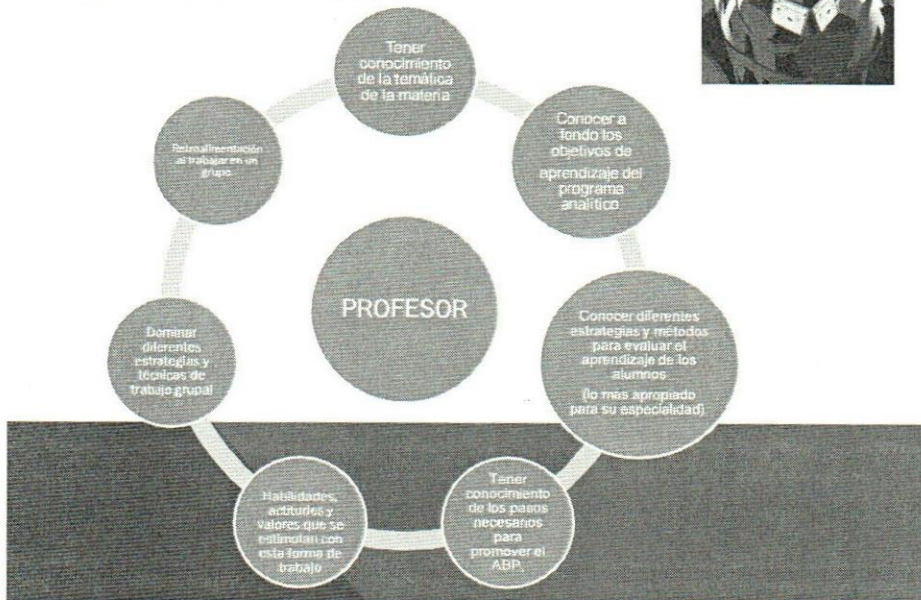 Tener
conocimiento
de la temática
de la materia
Conocer a
fondo los
objetivos de
aprendizaje del
programa
analítico
Conocer diferentes
estrategias y métodos
para evaluar el
aprendizaje de los
alumnos
(lo mas apropiado
para su especialidad)
Tener
conocimiento
de los pasos
necesarios
para
promover el
ABP.
Habilidades,
actitudes y
valores que se
estimulan con
esta forma de
trabajo
Dominar
diferentes
estrategias y
técnicas de
trabajo grupal
Retroalimentación
al trabajar en un
grupo
PROFESOR